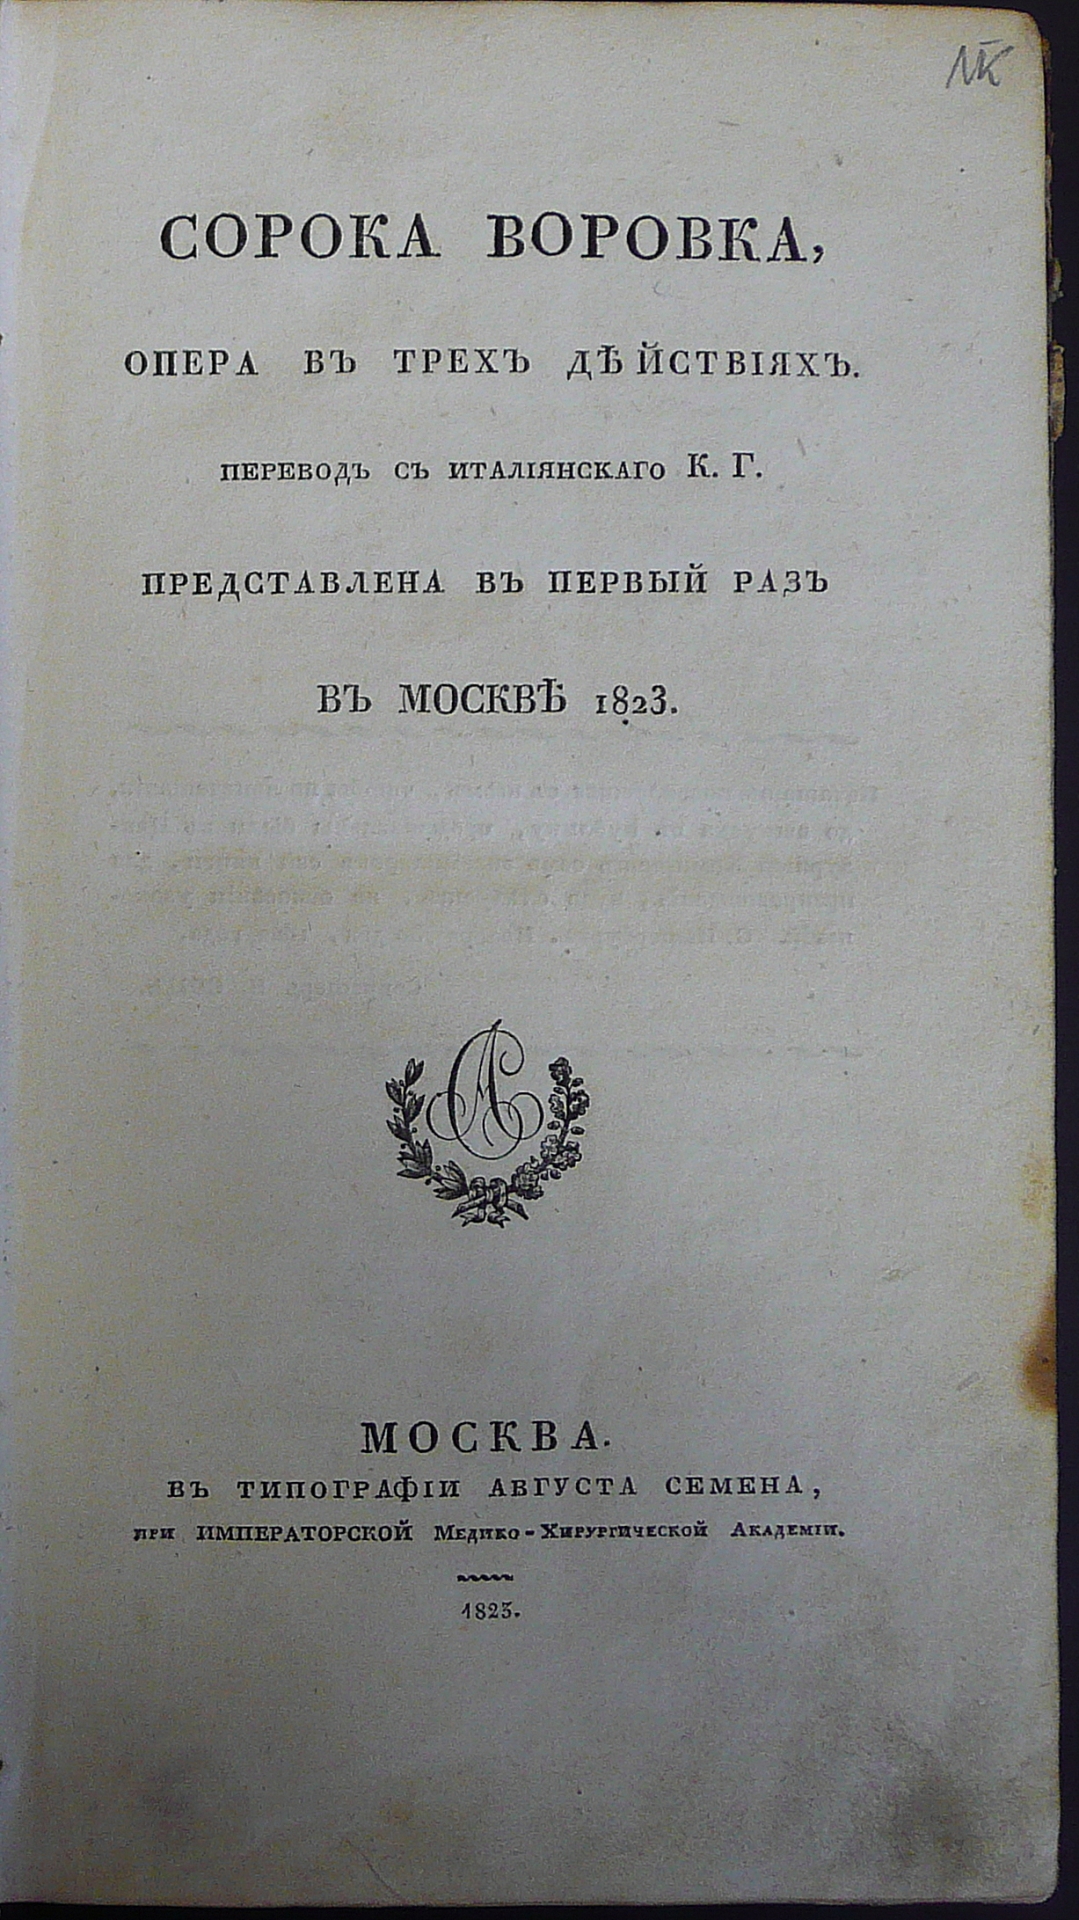 СОРОКА ВОРОВКА,
ОПЕРА ВЪ ТРЕХЪ ДѢЙСТВІЯХЪ.
ПЕРЕВОДЪ СЪ ИТАЛІЯНСКАГО К. Г.
ПРЕДСТАВЛЕНА ВЪ ПЕРВЫЙ РАЗЪ
ВЪ МОСКВѢ 1823.
МОСКВА.
ВЪ ТИПОГРАФІИ АВГУСТА СЕМЕНА,
ПРИ ИМПЕРАТОРСКОЙ Медико-Хирургической Академіи.
1823.